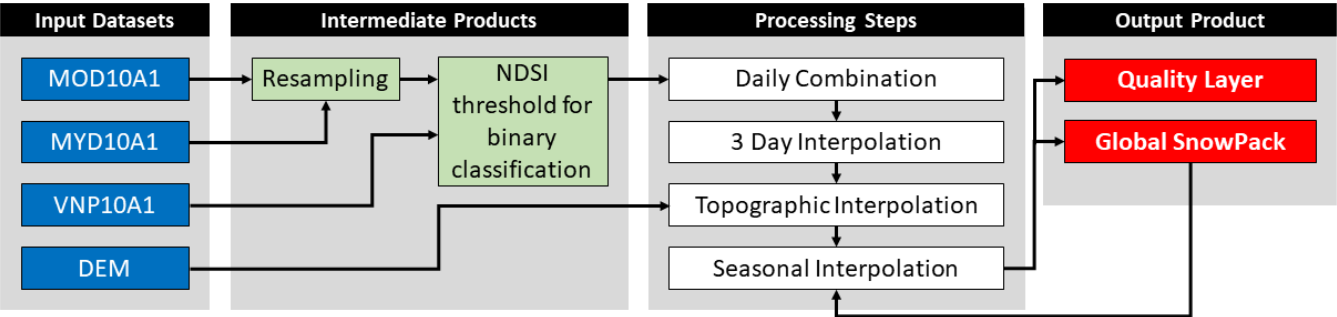 Input Datasets
MOD10A1
MYD10A1
VNP10A1
DEM
Intermediate Products
Resampling
NDSI
threshold for
binary
classification
Processing Steps
Daily Combination
3 Day Interpolation
Topographic Interpolation
Seasonal Interpolation
Output Product
Quality Layer
Global SnowPack